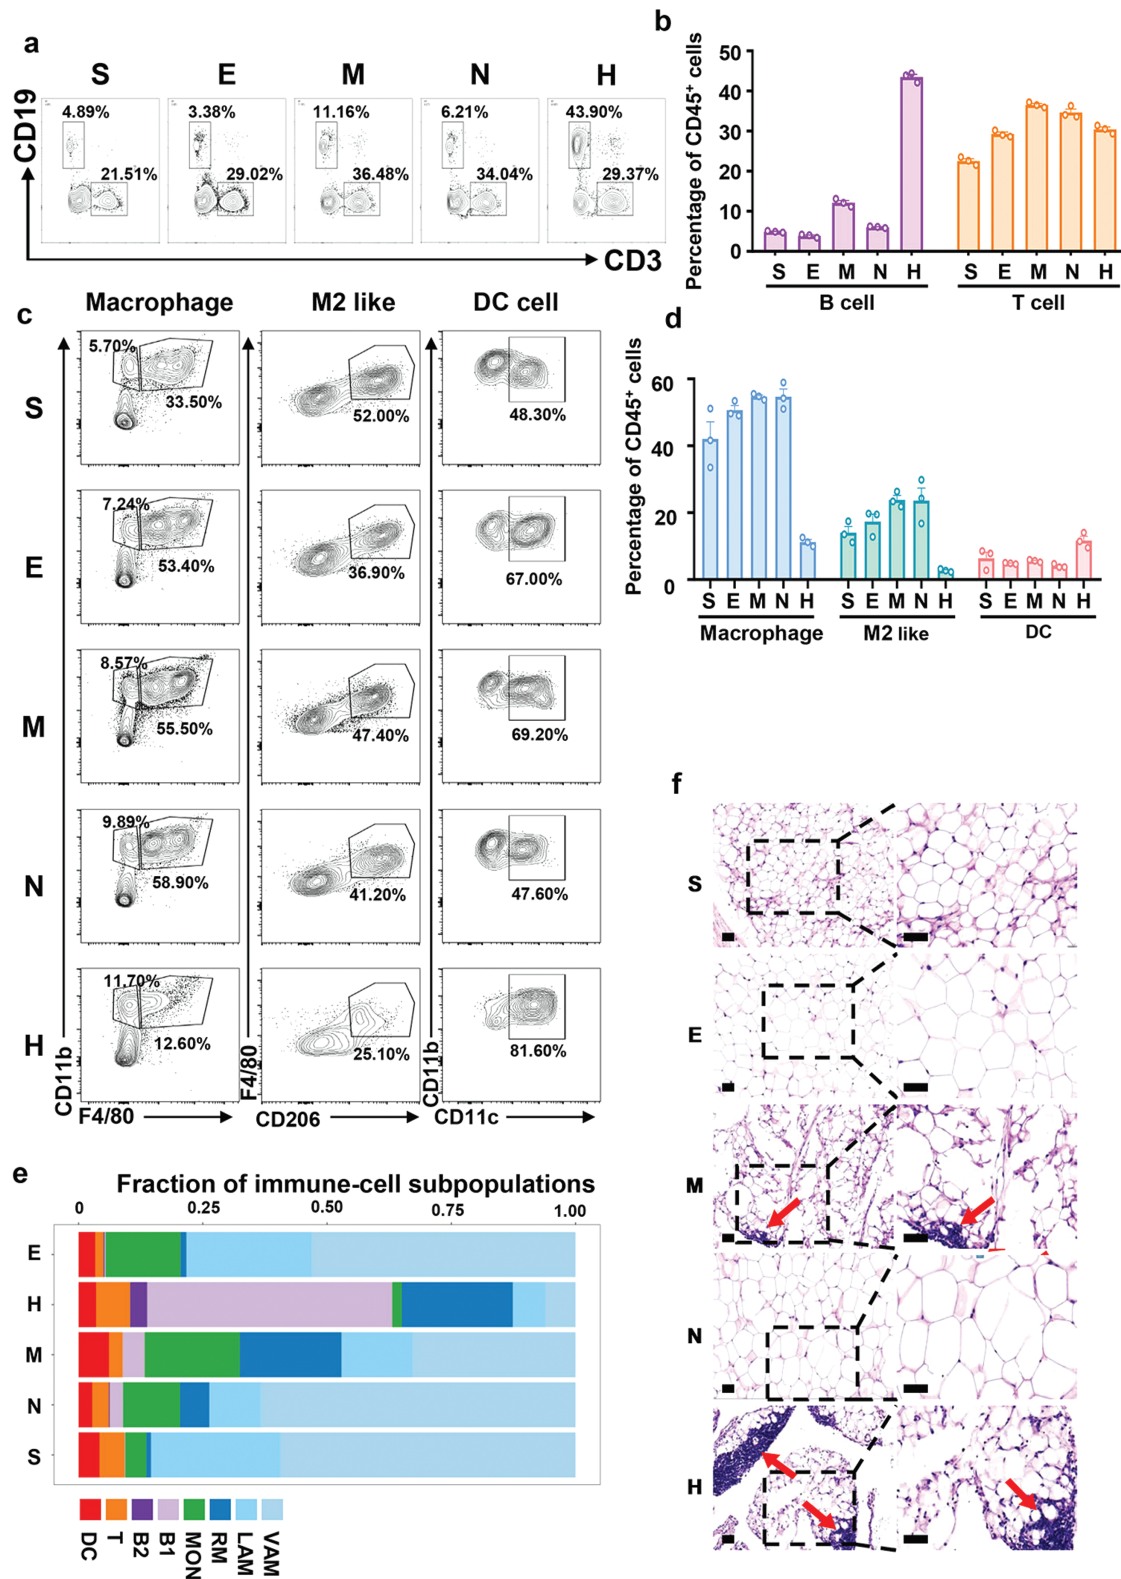 a
S E M N H
CD19
4.89% 3.38% 11.16% 6.21% 43.90%
21.51% 29.02% 36.48% 34.04% 29.37%
CD3
b
Percentage of CD45+ cells
50
40
30
20
10
0
S E M N H S E M N H
B cell T cell
c
Macrophage M2 like DC cell
S
5.70%
33.50% 52.00% 48.30%
E
7.24%
53.40% 36.90% 67.00%
M
8.57%
55.50% 47.40% 69.20%
N
9.89%
58.90% 41.20% 47.60%
H
11.70%
12.60% 25.10% 81.60%
CD11b F4/80 CD11b
F4/80 CD206 CD11c
d
Percentage of CD45+ cells
60
40
20
0
S E M N H S E M N H S E M N H
Macrophage M2 like DC
e
Fraction of immune-cell subpopulations
0 0.25 0.50 0.75 1.00
E
H
M
N
S
DC T B2 B1 MON RM LAM VAM
f
S
E
M
N
H